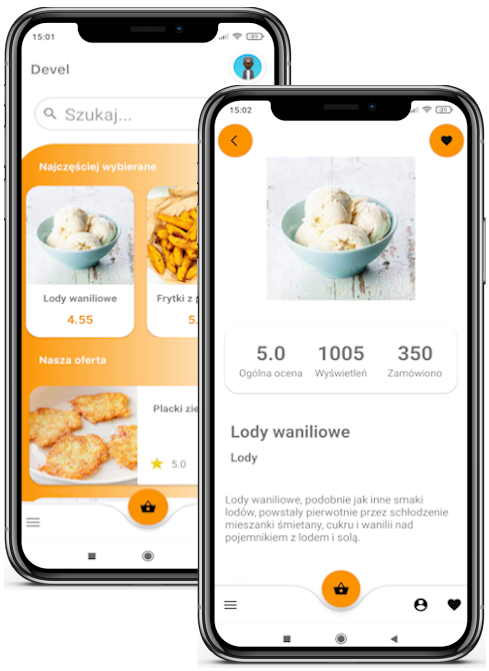 15:01
Devel
Szukaj...
Najczęściej wybierane
Lody waniliowe
4.55
Frytki z
5.
Nasza oferta
Placki zie
5.0
15:02
5.0 1005 350
Ogólna ocena Wyświetleń Zamówiono
Lody waniliowe
Lody
Lody waniliowe, podobnie jak inne smaki
lodów, powstały pierwotnie przez schłodzenie
mieszanki śmietany, cukru i wanilii nad
pojemnikiem z lodem i solą.